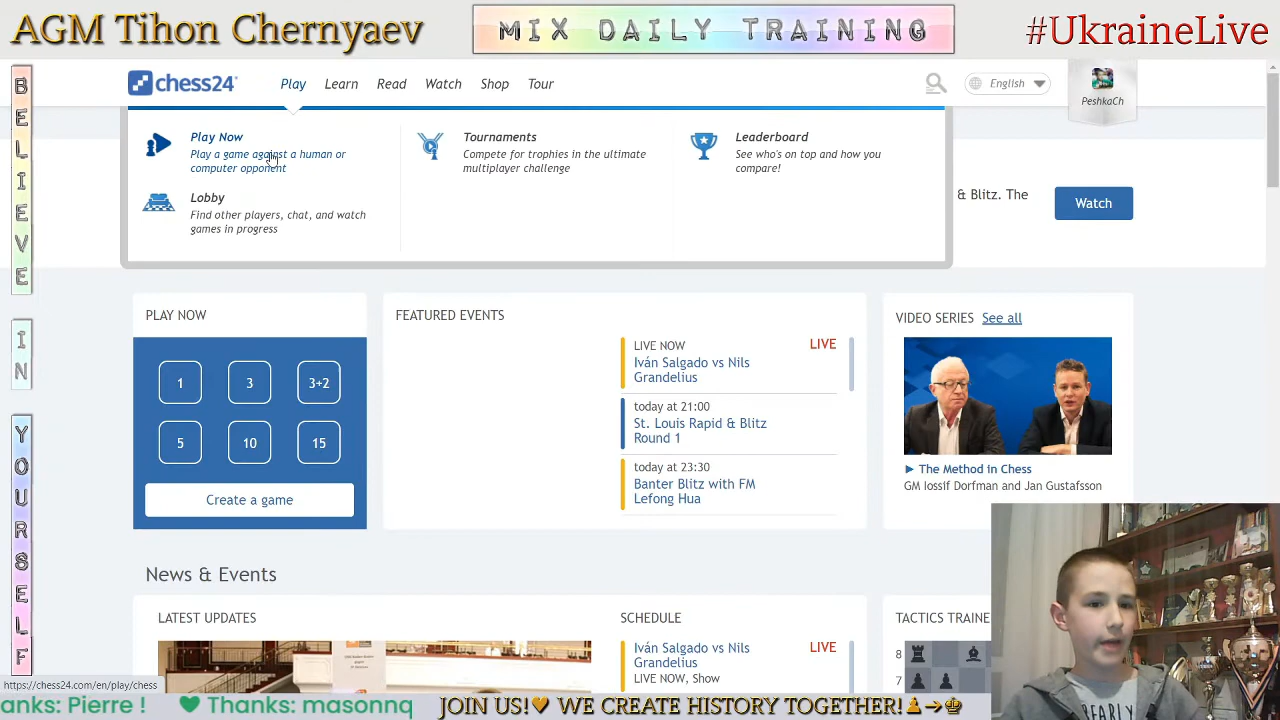 AGM Tihon Chernyaev
MIX DAILY TRAINING
#UkraineLive
BELIEVE
IN
YOURSELF
chess24
Play
Learn
Read
Watch
Shop
Tour
English
PeshkaCh
Play Now
Play a game against a human or
computer opponent
Lobby
Find other players, chat, and watch
games in progress
Tournaments
Compete for trophies in the ultimate
multiplayer challenge
Leaderboard
See who's on top and how you
compare!
& Blitz. The
Watch
PLAY NOW
1
3
3+2
5
10
15
Create a game
FEATURED EVENTS
LIVE NOW
LIVE
Iván Salgado vs Nils
Grandelius
today at 21:00
St. Louis Rapid & Blitz
Round 1
today at 23:30
Banter Blitz with FM
Lefong Hua
VIDEO SERIES
See all
The Method in Chess
GM Iossif Dorfman and Jan Gustafsson
News & Events
LATEST UPDATES
SCHEDULE
Iván Salgado vs Nils
Grandelius
LIVE
LIVE NOW, Show
TACTICS TRAINE
8
7
https://chess24.com/en/play/chess
anks: Pierre !
Thanks: masonnq
JOIN US! WE CREATE HISTORY TOGETHER!